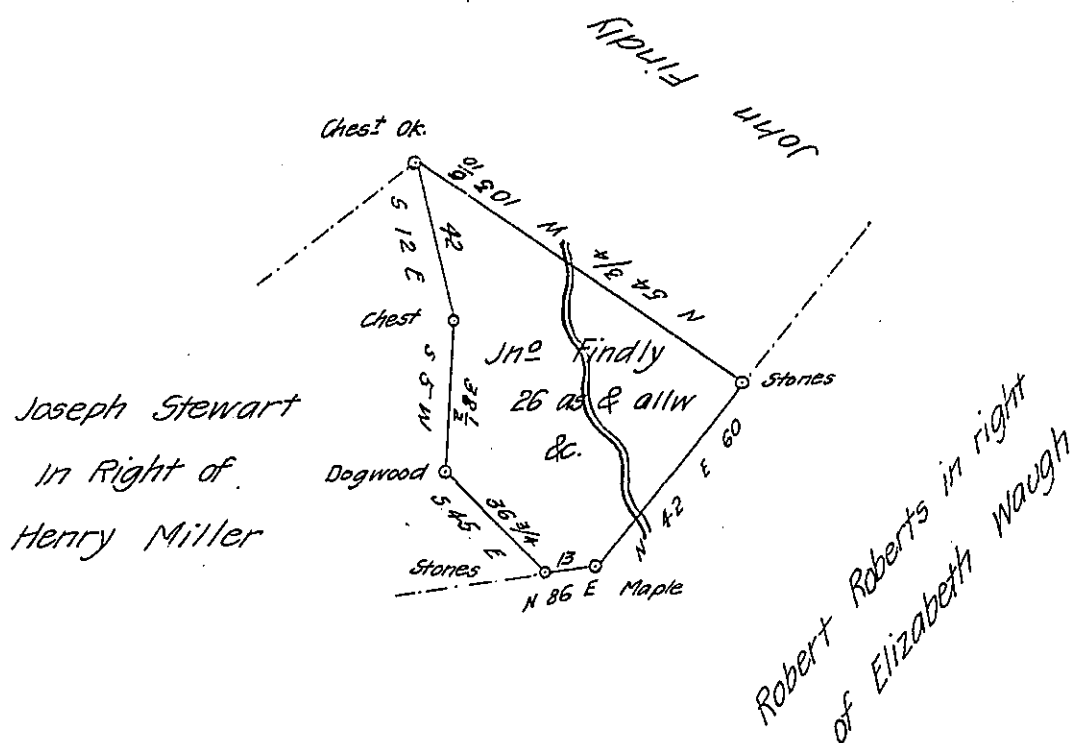 John
Findly
Chest Ok.
103 9/10
N 54 3/4 W
S 12 E
42
Chest
S 5 W
38 1/2
Jno Findly
26 as & allw
&c.
Stones
N 42 E 60
Joseph Stewart
In Right of
Henry Miller
Dogwood
S 45 E
36 3/4
Stones
13
N 86 E
Maple
Robert Roberts in right
of Elizabeth Waugh